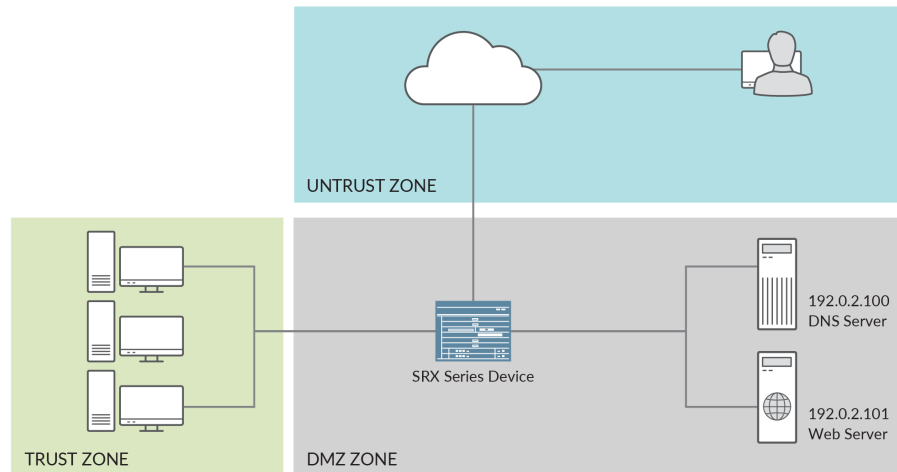 UNTRUST ZONE
192.0.2.100
DNS Server
SRX Series Device
192.0.2.101
Web Server
TRUST ZONE
DMZ ZONE